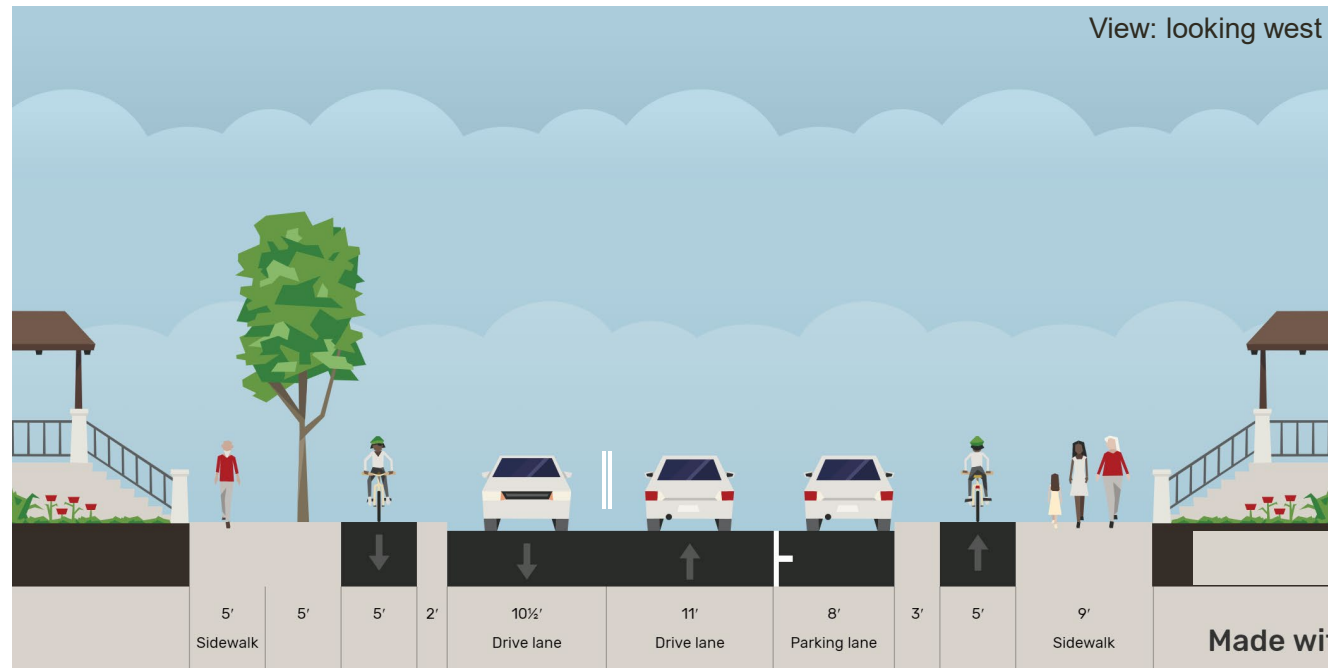 View: looking west
5′ 5′ 5′ 2′ 10½′ 11′ 8′ 3′ 5′ 9′
Sidewalk Drive lane Drive lane Parking lane Sidewalk
Made wi